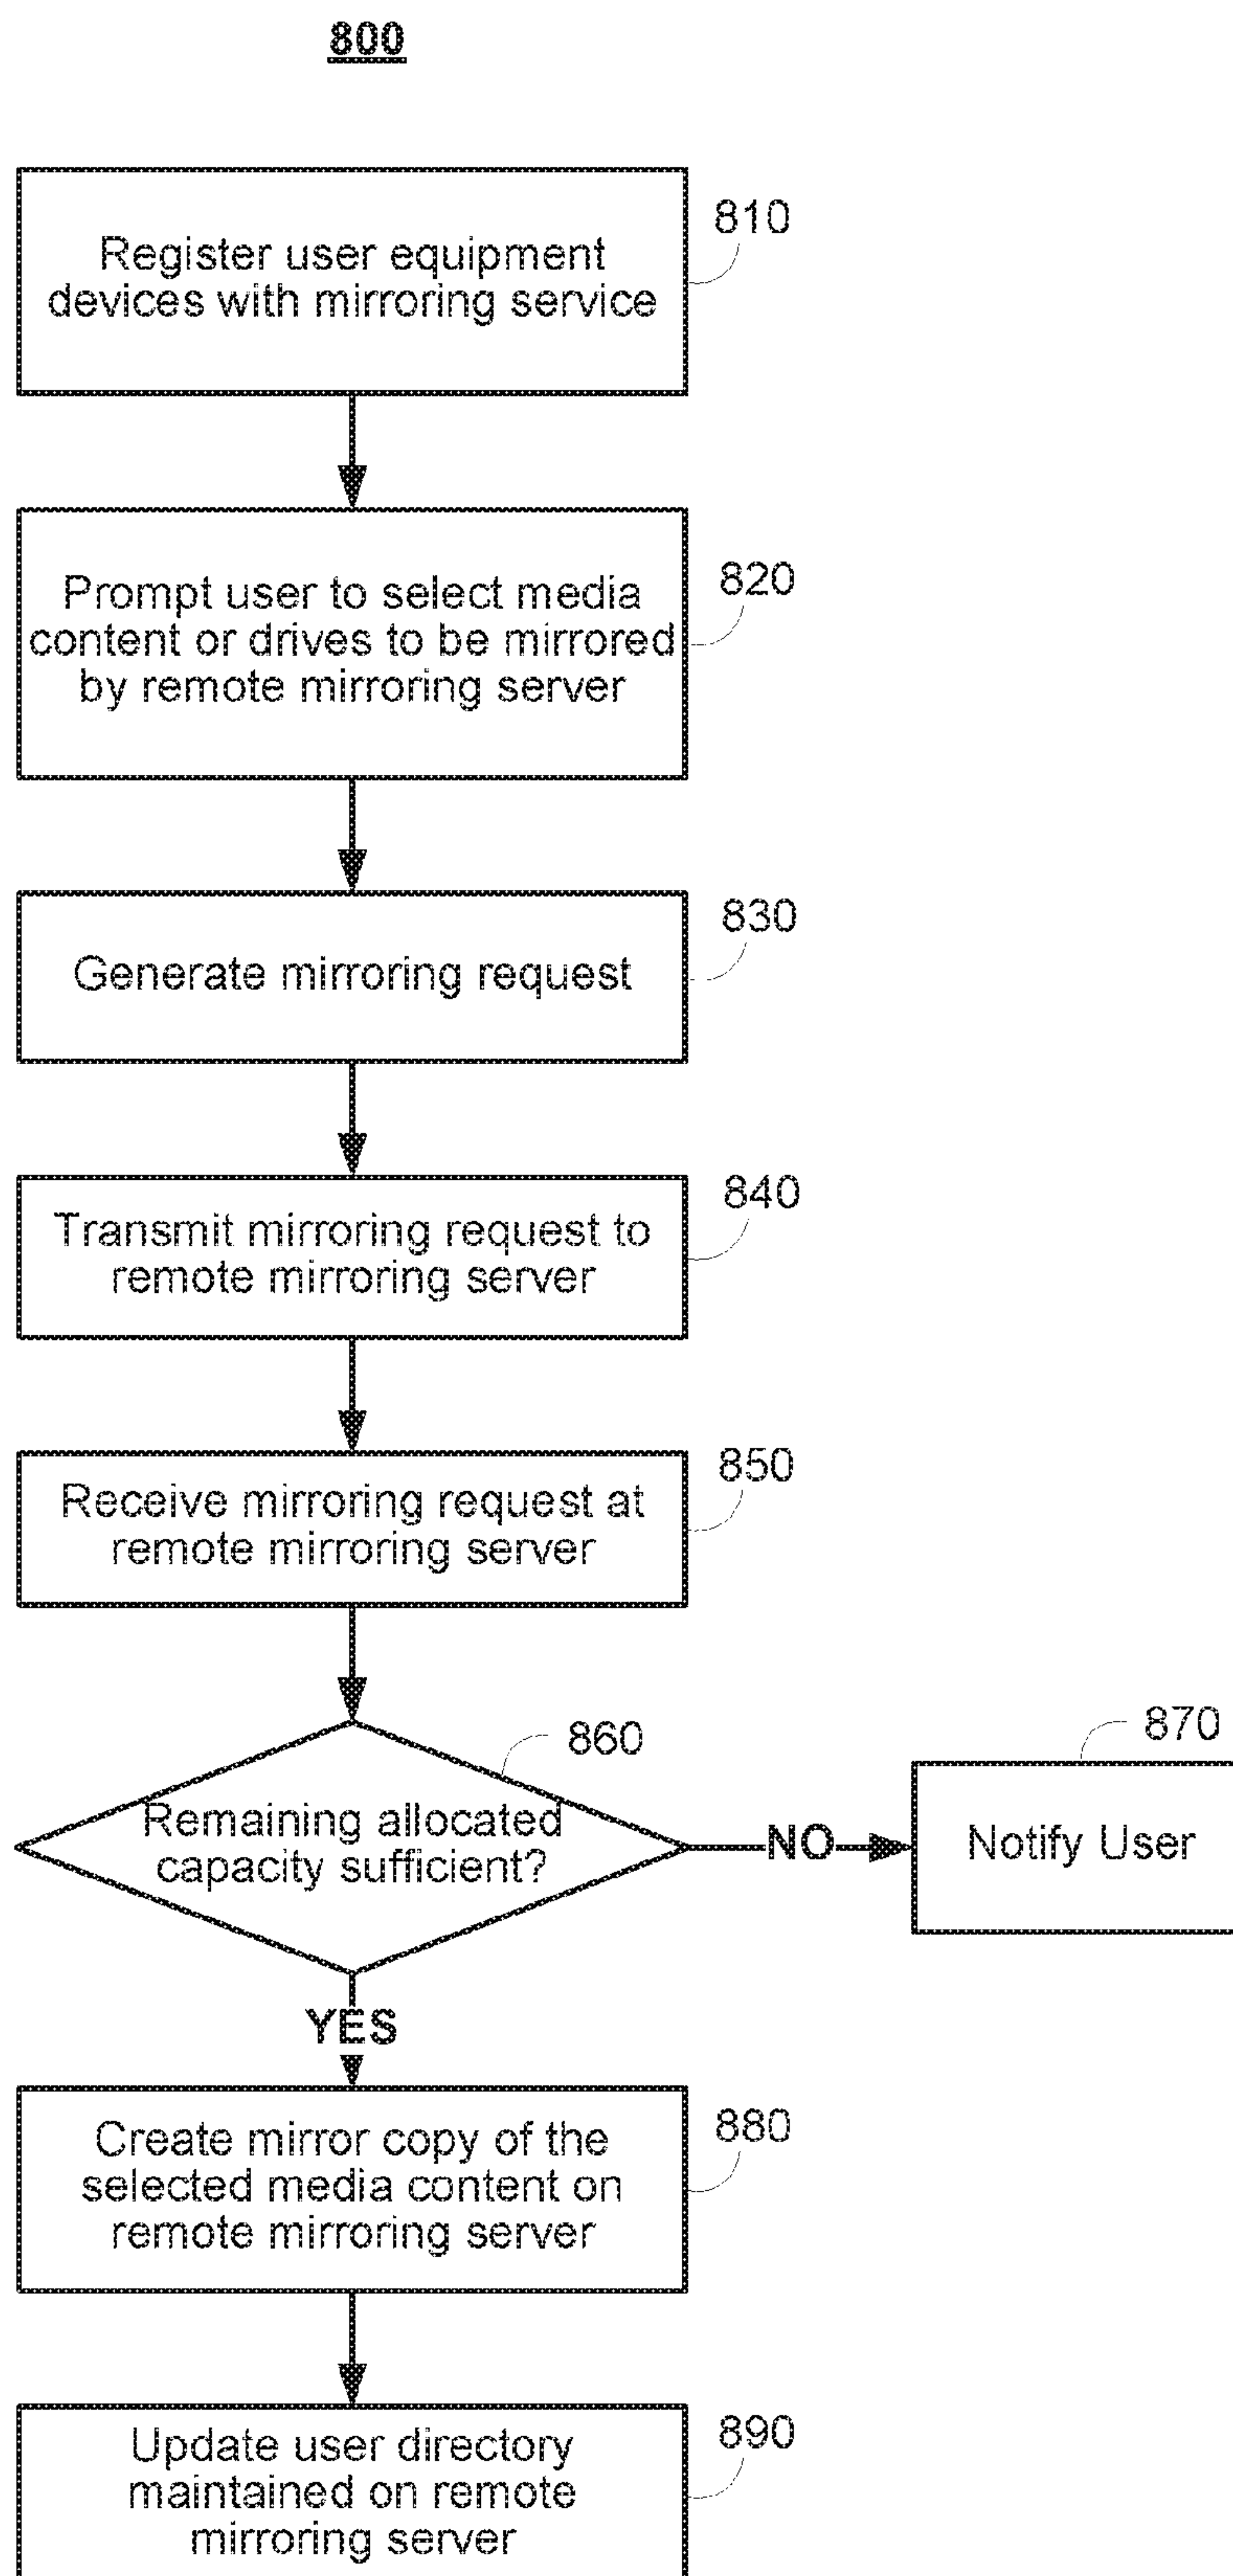 800
Register user equipment
devices with mirroring service
810
Prompt user to select media
content or drives to be mirrored
by remote mirroring server
820
Generate mirroring request
830
Transmit mirroring request to
remote mirroring server
840
Receive mirroring request at
remote mirroring server
850
Remaining allocated
capacity sufficient?
860
NO
Notify User
870
YES
Create mirror copy of the
selected media content on
remote mirroring server
880
Update user directory
maintained on remote
mirroring server
890